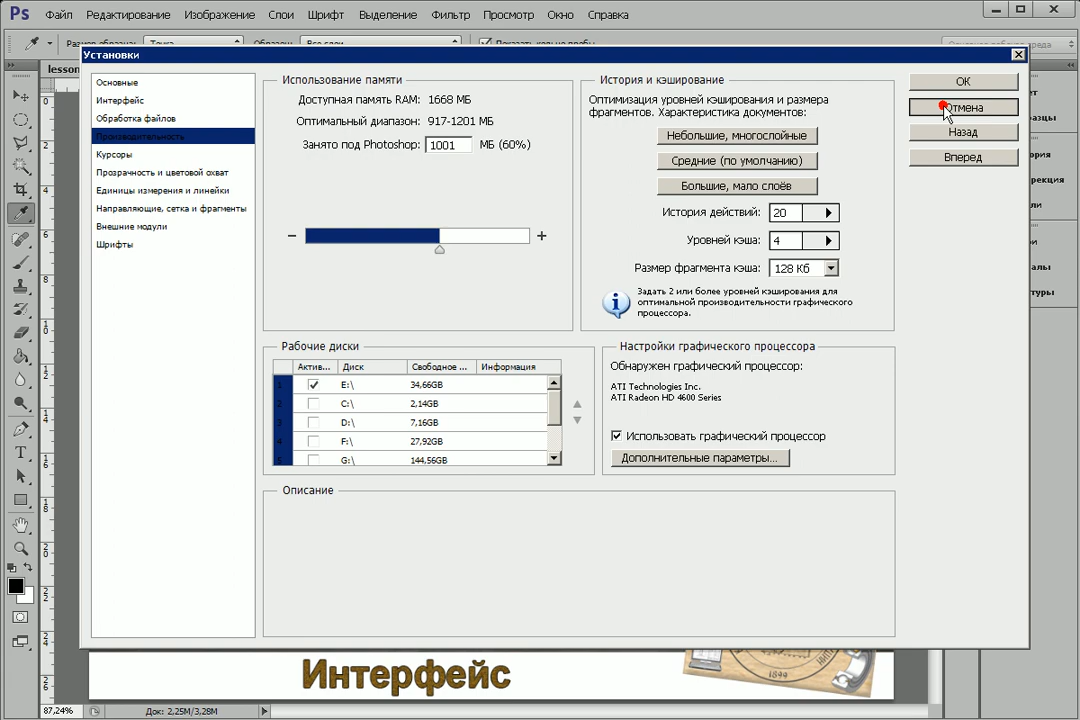 Ps Файл Редактирование Изображение Слои Шрифт Выделение Фильтр Просмотр Окно Справка
Установки
lesson
Основные
Интерфейс
Обработка файлов
Производительность
Курсоры
Прозрачность и цветовой охват
Единицы измерения и линейки
Направляющие, сетка и фрагменты
Внешние модули
Шрифты
Использование памяти
Доступная память RAM: 1668 МБ
Оптимальный диапазон: 917-1201 МБ
Занято под Photoshop: 1001 МБ (60%)
История и кэширование
Оптимизация уровней кэширования и размера
фрагментов. Характеристика документов:
Небольшие, многослойные
Средние (по умолчанию)
Большие, мало слоёв
История действий: 20
Уровней кэша: 4
Размер фрагмента кэша: 128 Кб
Задать 2 или более уровней кэширования для
оптимальной производительности графического
процессора.
OK
Отмена
Назад
Вперед
Рабочие диски
Актив... Диск Свободное ... Информация
1 E:\ 34,66GB
2 C:\ 2,14GB
3 D:\ 7,16GB
4 F:\ 27,92GB
5 G:\ 144,56GB
Настройки графического процессора
Обнаружен графический процессор:
ATI Technologies Inc.
ATI Radeon HD 4600 Series
Использовать графический процессор
Дополнительные параметры...
Описание
Интерфейс
1899
87,24% Док: 2,25M/3,28M